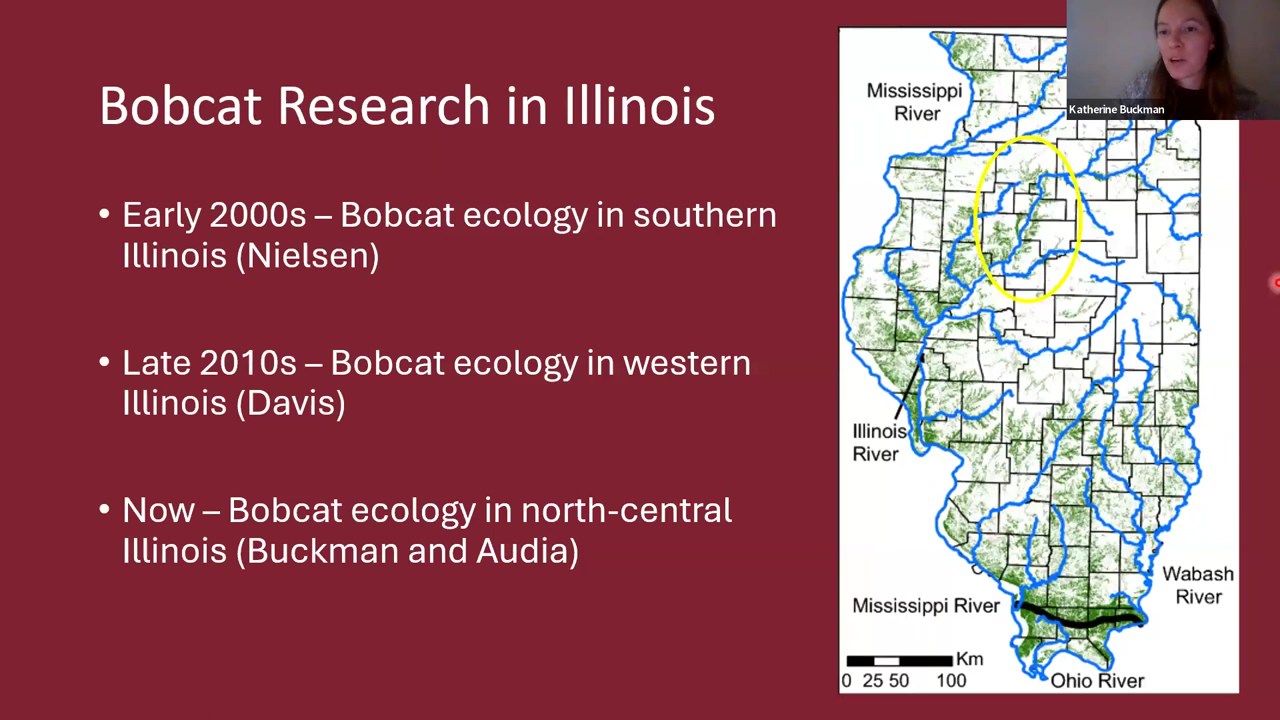 Bobcat Research in Illinois
• Early 2000s – Bobcat ecology in southern
Illinois (Nielsen)
• Late 2010s – Bobcat ecology in western
Illinois (Davis)
• Now – Bobcat ecology in north-central
Illinois (Buckman and Audia)
Katherine Buckman
Mississippi
River
Illinois
River
Wabash
River
Mississippi River
Km
0 25 50 100
Ohio River